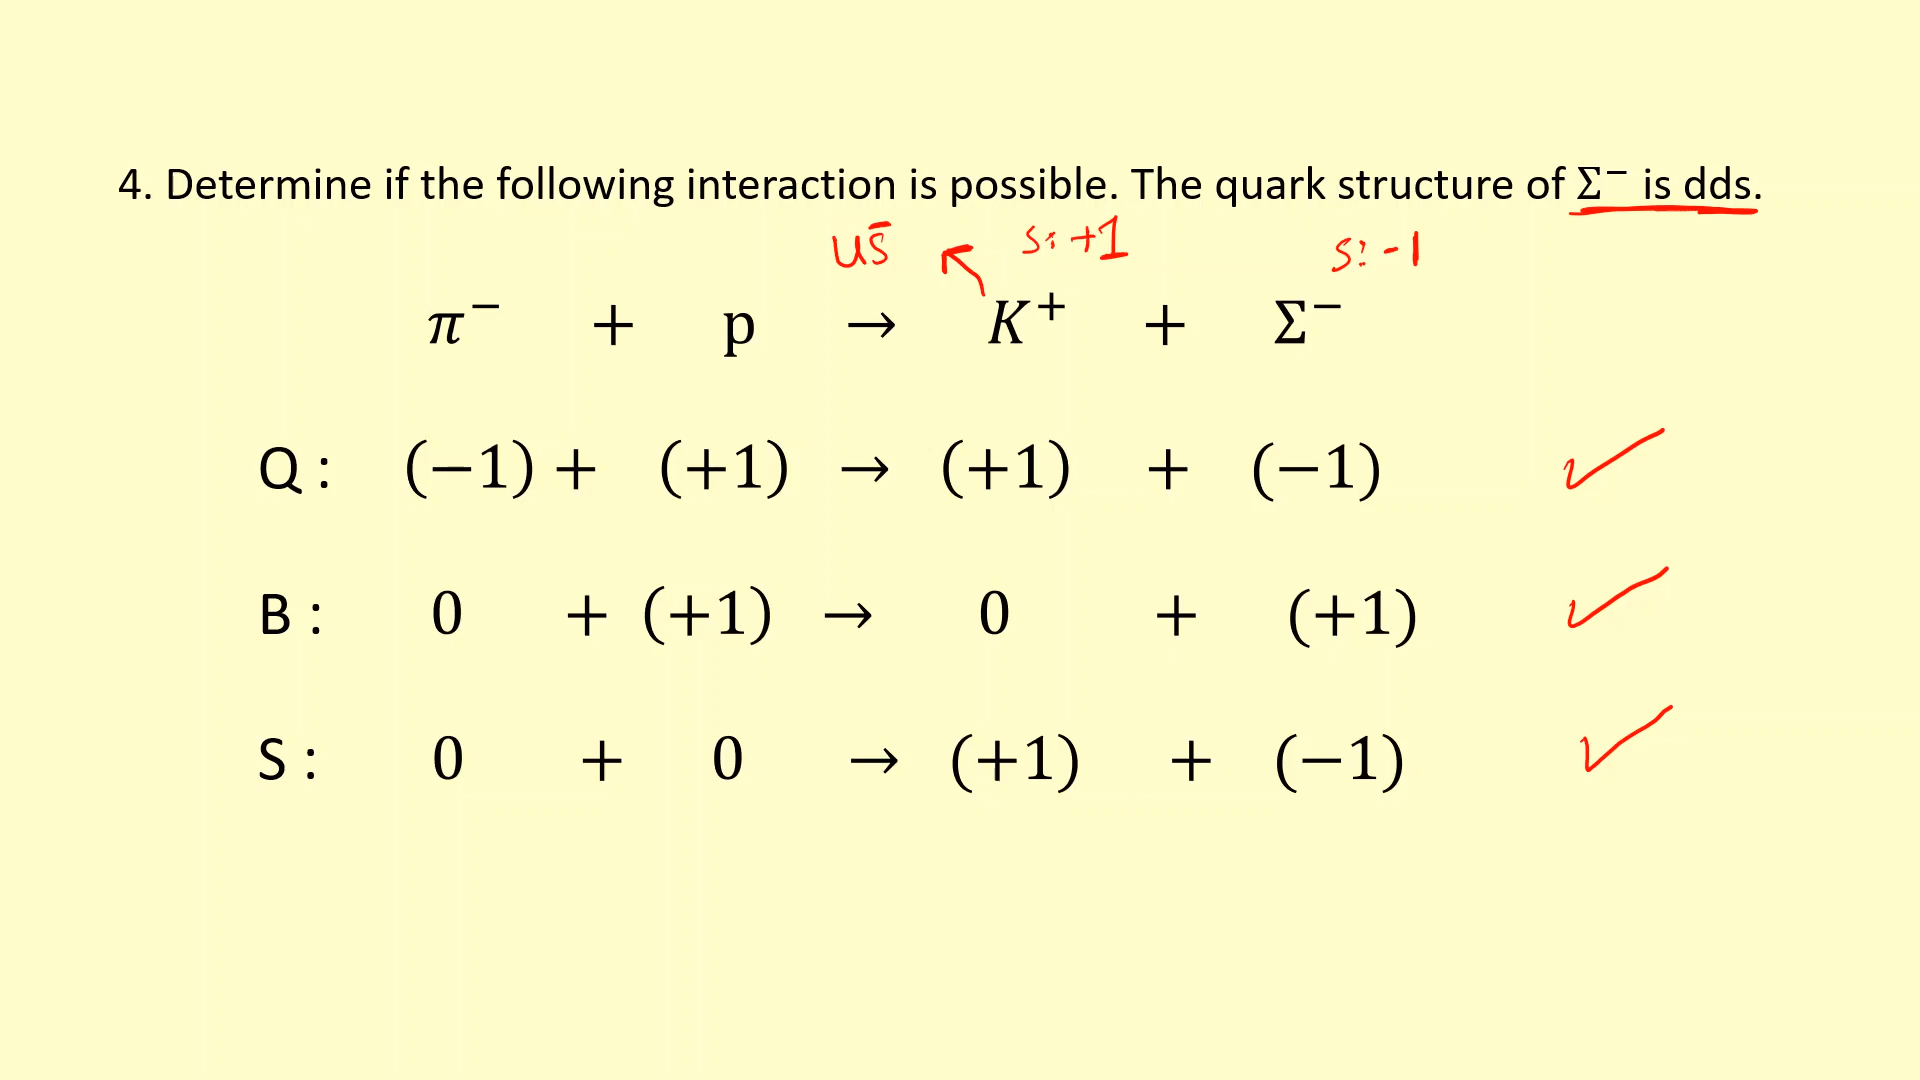 4. Determine if the following interaction is possible. The quark structure of Σ⁻ is dds.
us̄ s: +1 s: -1
π⁻ + p → K⁺ + Σ⁻
Q : (−1) + (+1) → (+1) + (−1)
B : 0 + (+1) → 0 + (+1)
S : 0 + 0 → (+1) + (−1)